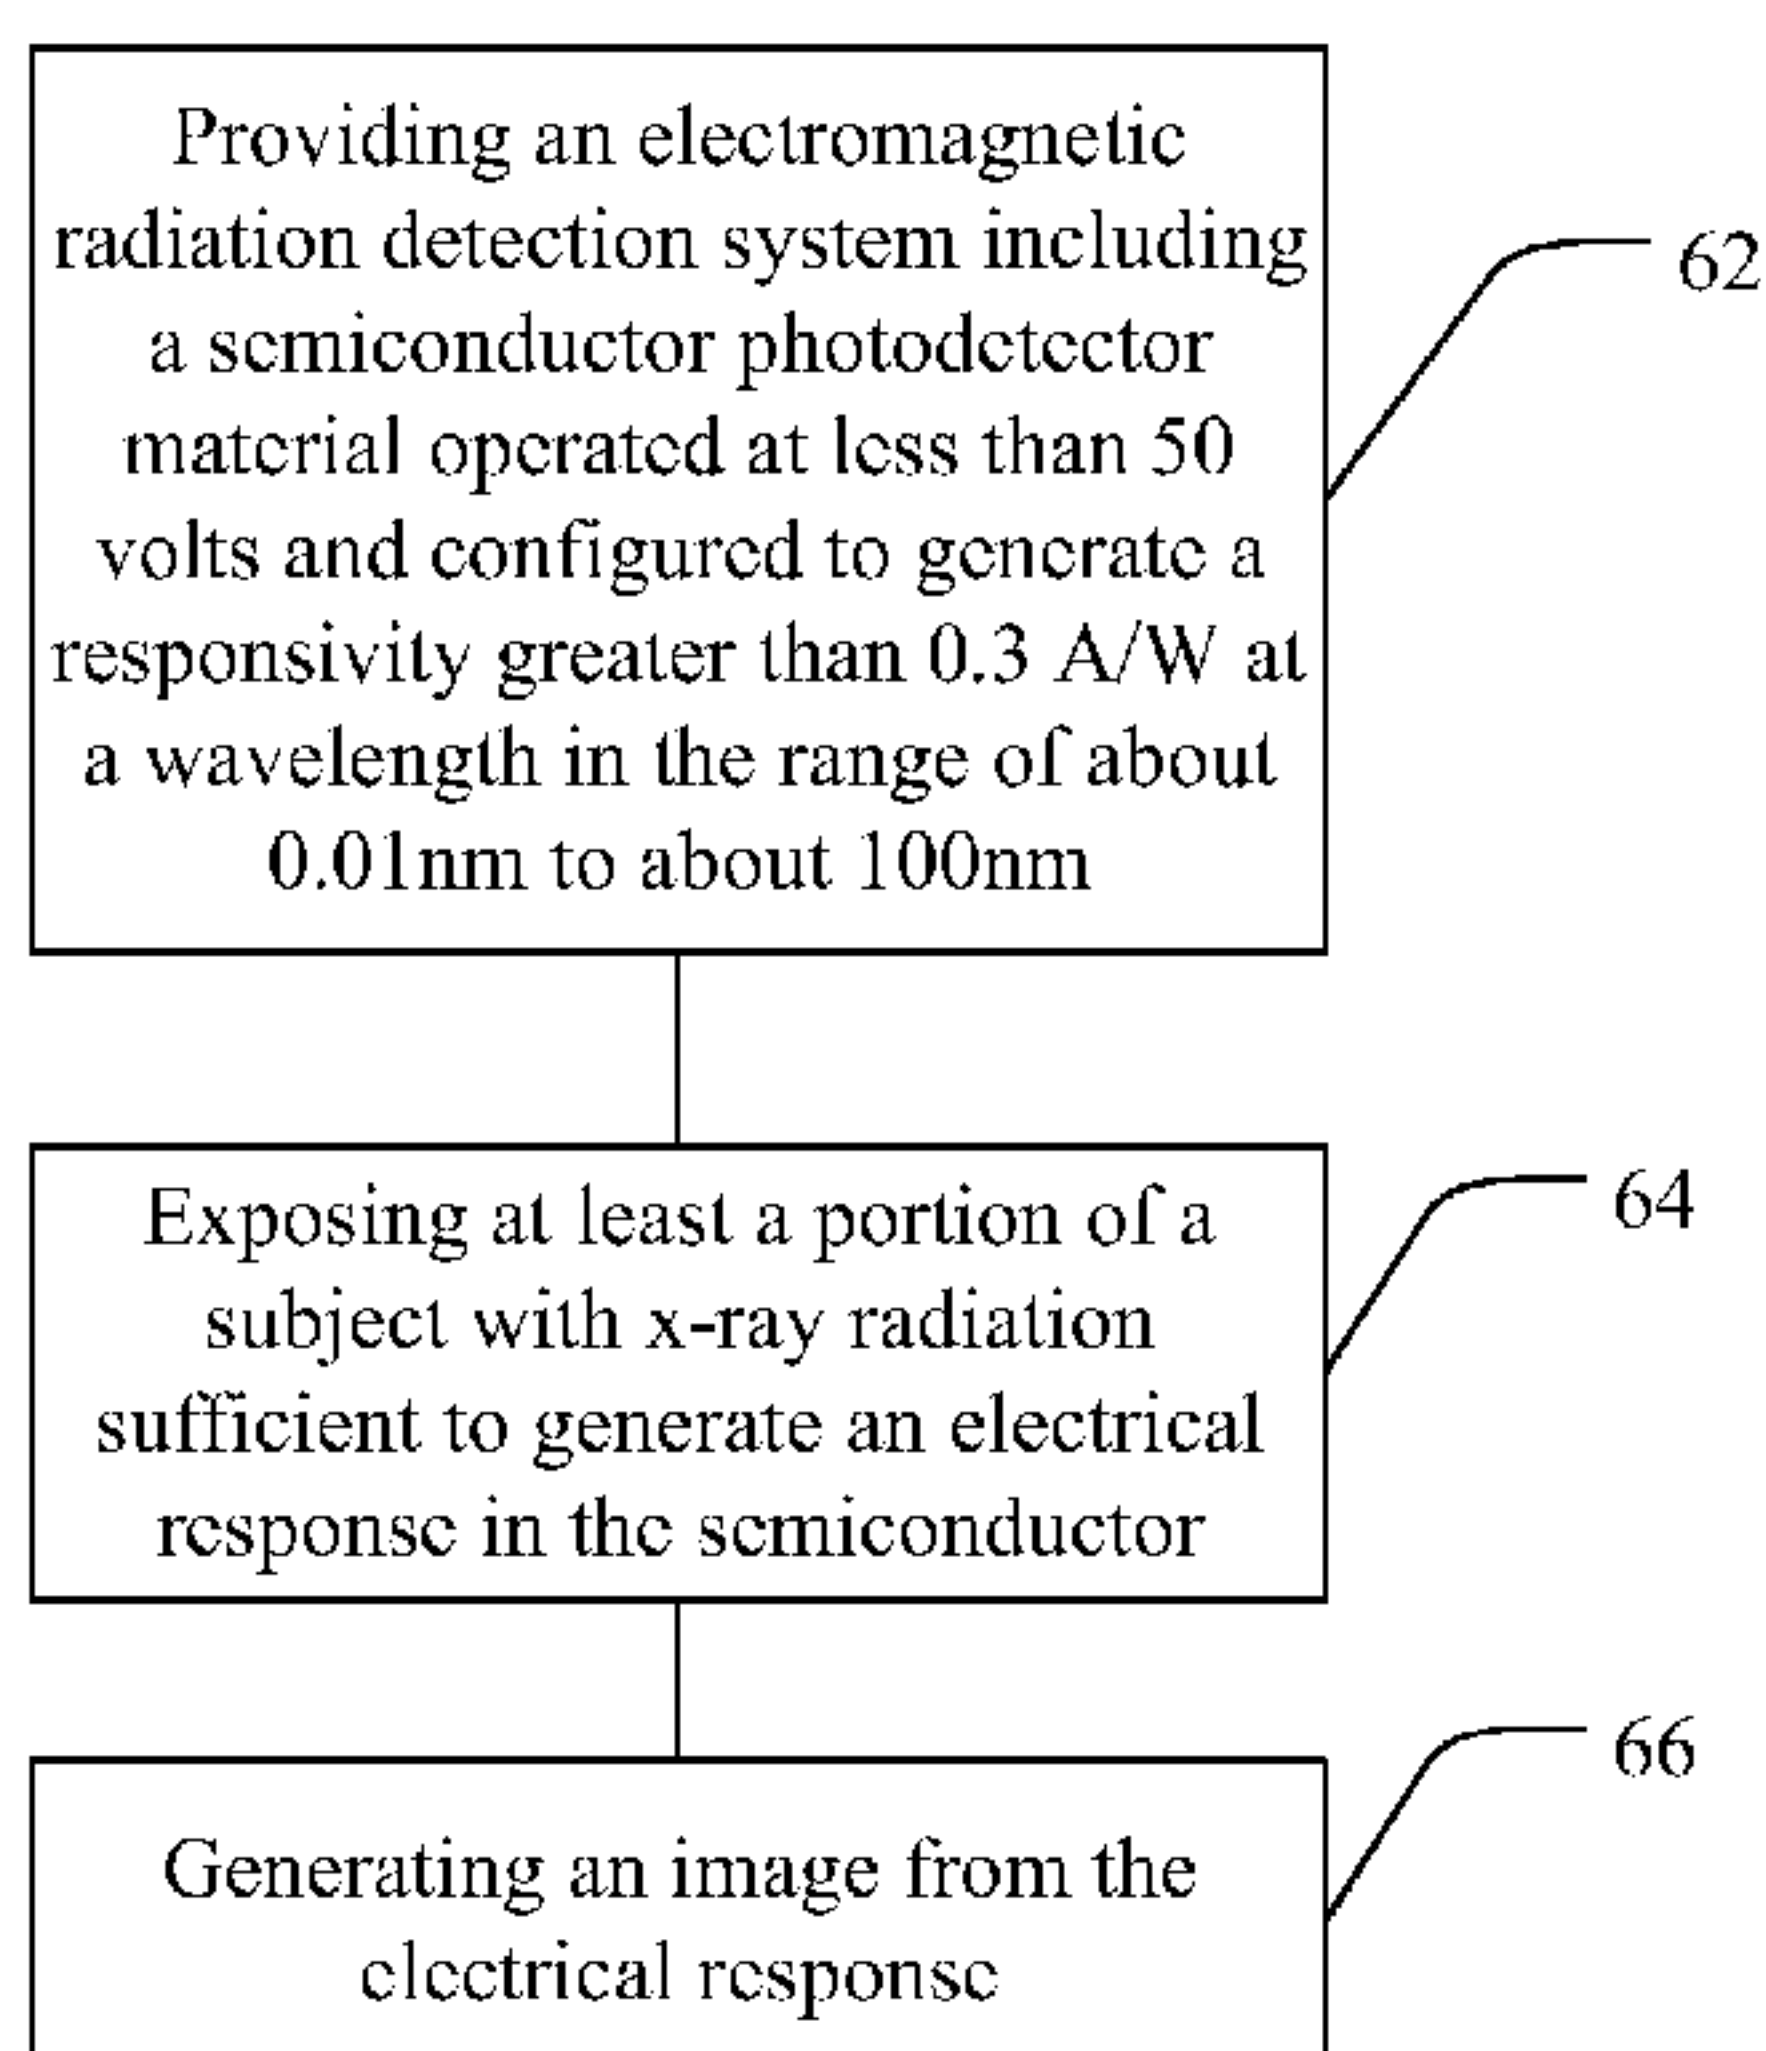 Providing an electromagnetic
radiation detection system including
a semiconductor photodetector
material operated at less than 50
volts and configured to generate a
responsivity greater than 0.3 A/W at
a wavelength in the range of about
0.01nm to about 100nm
62
Exposing at least a portion of a
subject with x-ray radiation
sufficient to generate an electrical
response in the semiconductor
64
Generating an image from the
electrical response
66